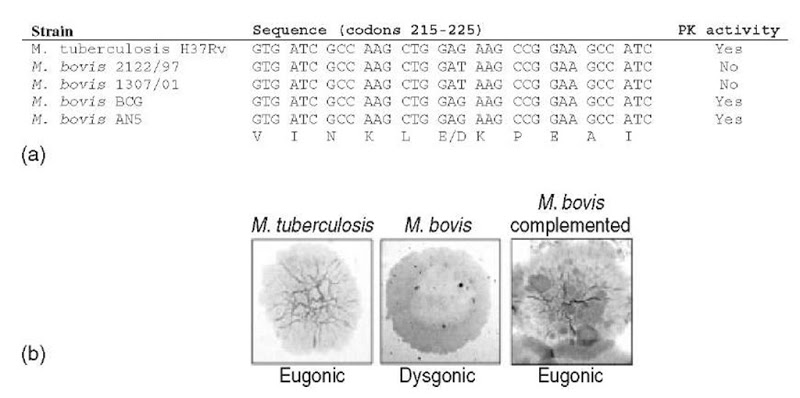 Strain Sequence (codons 215-225) PK activity
M. tuberculosis H37Rv GTG ATC GCC AAG CTG GAG AAG CCG GAA GCC ATC Yes
M. bovis 2122/97 GTG ATC GCC AAG CTG GAT AAG CCG GAA GCC ATC No
M. bovis 1307/01 GTG ATC GCC AAG CTG GAT AAG CCG GAA GCC ATC No
M. bovis BCG GTG ATC GCC AAG CTG GAG AAG CCG GAA GCC ATC Yes
M. bovis AN5 GTG ATC GCC AAG CTG GAG AAG CCG GAA GCC ATC Yes
V I N K L E/D K P E A I
(a)
M. bovis
M. tuberculosis M. bovis complemented
(b)
Eugonic Dysgonic Eugonic